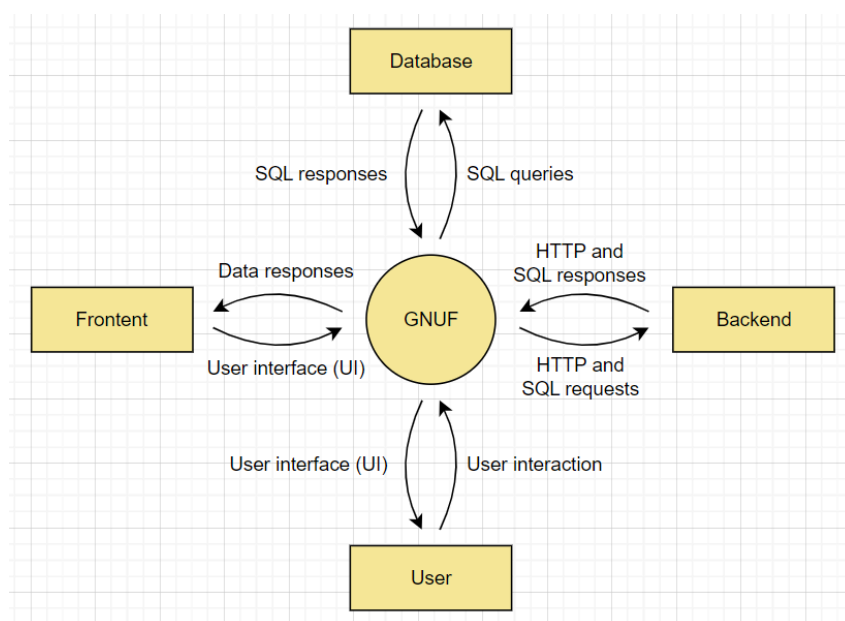 Database
SQL responses
SQL queries
HTTP and
SQL responses
Data responses
Frontent
GNUF
Backend
User interface (UI)
HTTP and
SQL requests
User interface (UI)
User interaction
User